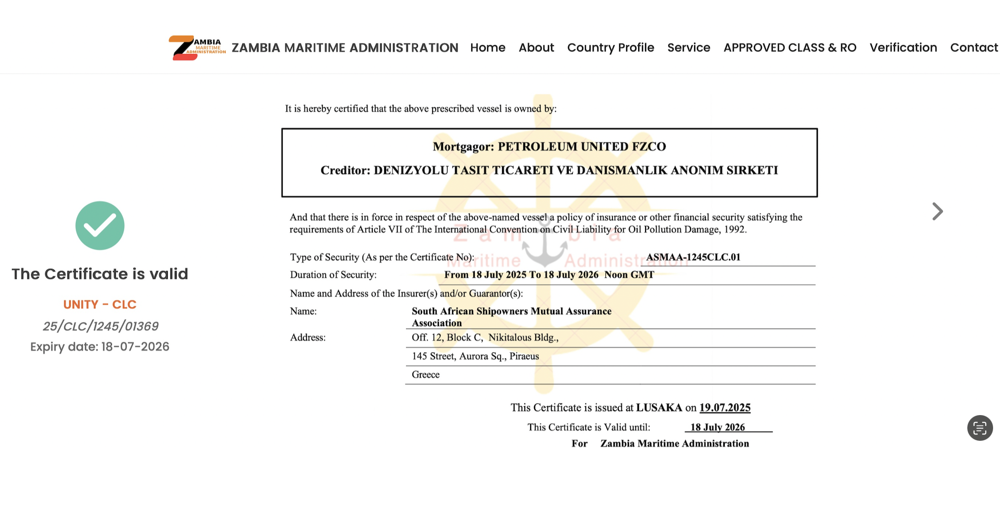 AMBIA
MARITIME
ADMINISTRATION
ZAMBIA MARITIME ADMINISTRATION Home About Country Profile Service APPROVED CLASS & RO Verification Contact
It is hereby certified that the above prescribed vessel is owned by:
Mortgagor: PETROLEUM UNITED FZCO
Creditor: DENIZYOLU TASIT TICARETI VE DANISMANLIK ANONIM SIRKETI
And that there is in force in respect of the above-named vessel a policy of insurance or other financial security satisfying the
requirements of Article VII of The International Convention on Civil Liability for Oil Pollution Damage, 1992.
Zambia
Maritime Administration
Type of Security (As per the Certificate No): ASMAA-1245CLC.01
Duration of Security: From 18 July 2025 To 18 July 2026 Noon GMT
Name and Address of the Insurer(s) and/or Guarantor(s):
Name: South African Shipowners Mutual Assurance
Association
Address: Off. 12, Block C, Nikitalous Bldg.,
145 Street, Aurora Sq., Piraeus
Greece
This Certificate is issued at LUSAKA on 19.07.2025
This Certificate is Valid until: 18 July 2026
For Zambia Maritime Administration
The Certificate is valid
UNITY - CLC
25/CLC/1245/01369
Expiry date: 18-07-2026